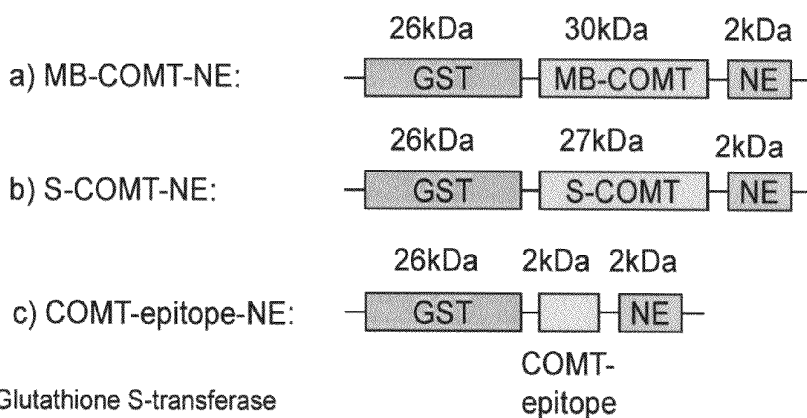 26kDa 30kDa 2kDa
a) MB-COMT-NE: GST MB-COMT NE
26kDa 27kDa 2kDa
b) S-COMT-NE: GST S-COMT NE
26kDa 2kDa 2kDa
c) COMT-epitope-NE: GST NE
COMT-
Glutathione S-transferase epitope